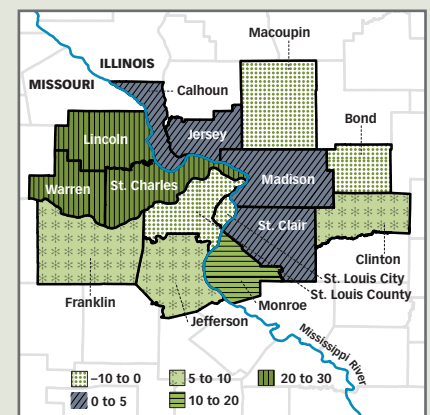 Macoupin
ILLINOIS
MISSOURI
Calhoun
Bond
Lincoln
Jersey
Warren
St. Charles
Madison
St. Clair
Clinton
St. Louis City
St. Louis County
Franklin
Monroe
Jefferson
Mississippi River
–10 to 0
5 to 10
20 to 30
0 to 5
10 to 20